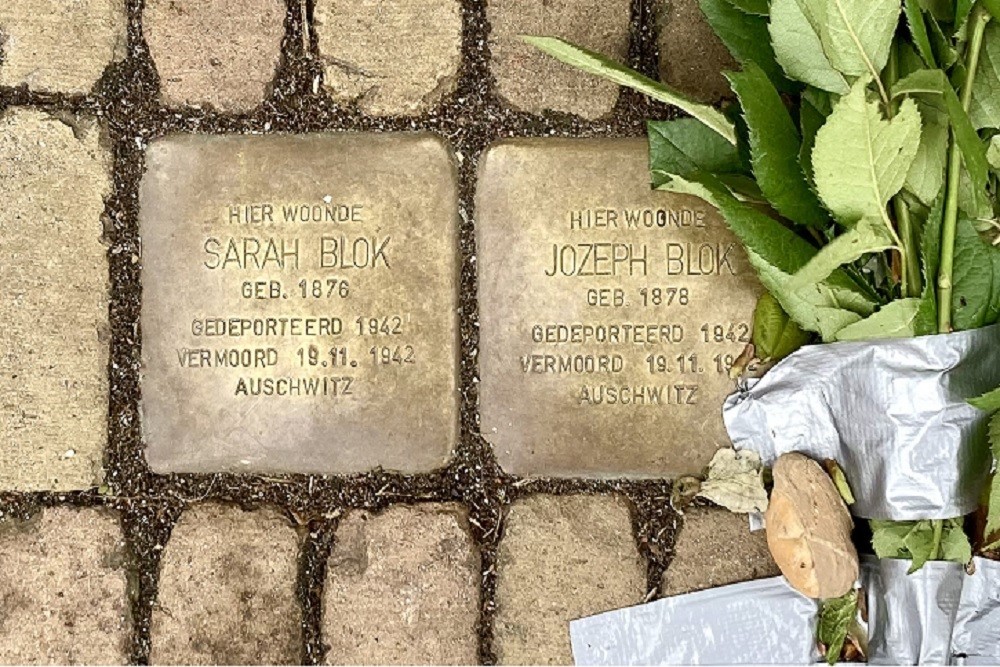 HIER WOONDE
SARAH BLOK
GEB. 1876
GEDEPORTEERD 1942
VERMOORD 19.11. 1942
AUSCHWITZ
HIER WOONDE
JOZEPH BLOK
GEB. 1878
GEDEPORTEERD 1942
VERMOORD 19.11. 1942
AUSCHWITZ